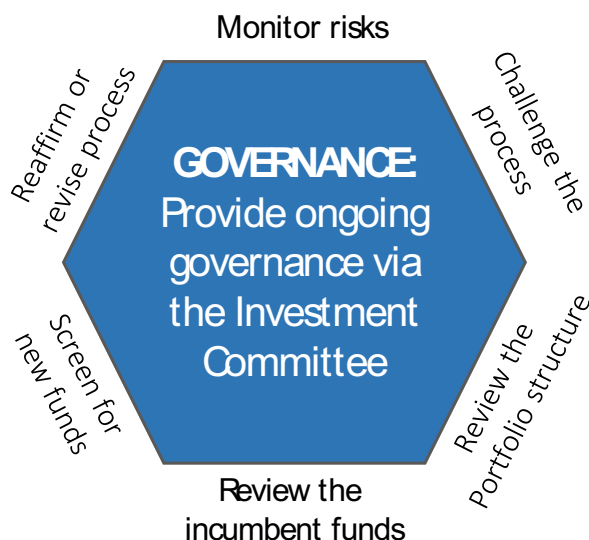 Monitor risks
Challenge the
process
Review the
Portfolio structure
Review the
incumbent funds
Screen for
new funds
Reaffirm or
revise process
GOVERNANCE:
Provide ongoing
governance via
the Investment
Committee